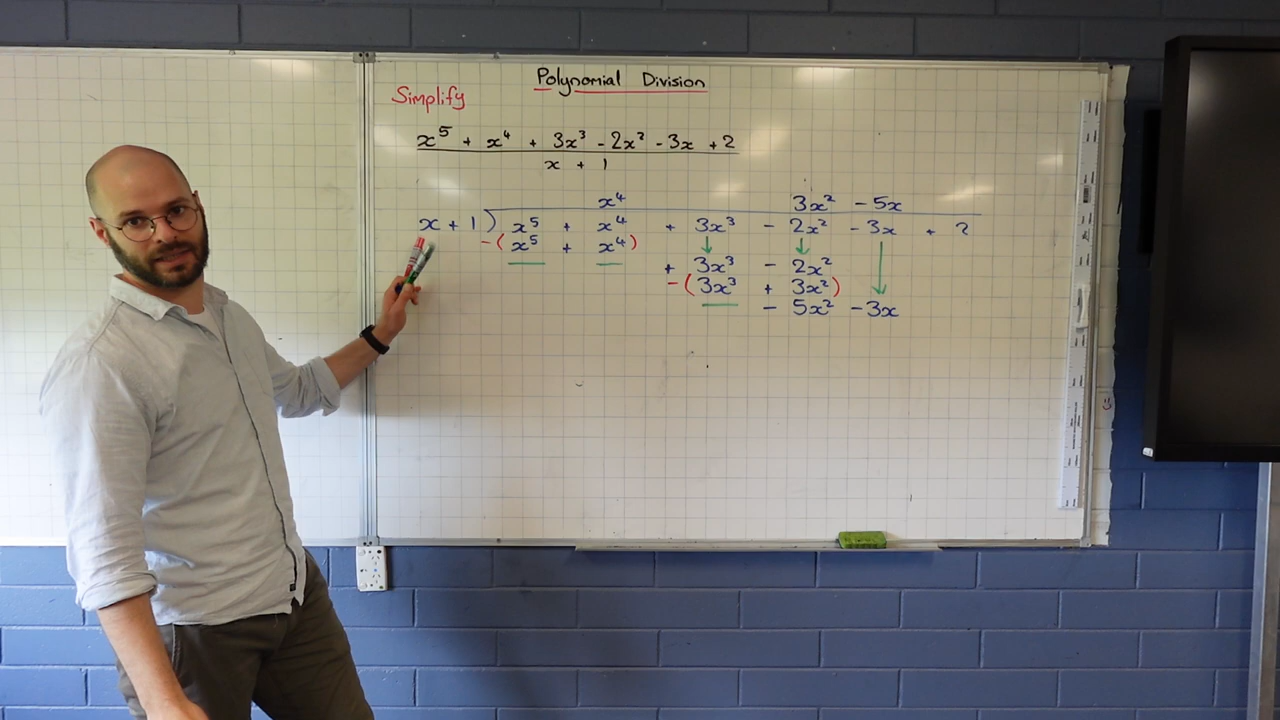 Polynomial Division
Simplify
x⁵ + x⁴ + 3x³ - 2x² - 3x + 2
x + 1
x⁴ 3x² - 5x
x + 1 ) x⁵ + x⁴ + 3x³ - 2x² - 3x + 2
-( x⁵ + x⁴ )
+ 3x³ - 2x²
-( 3x³ + 3x² )
- 5x² - 3x